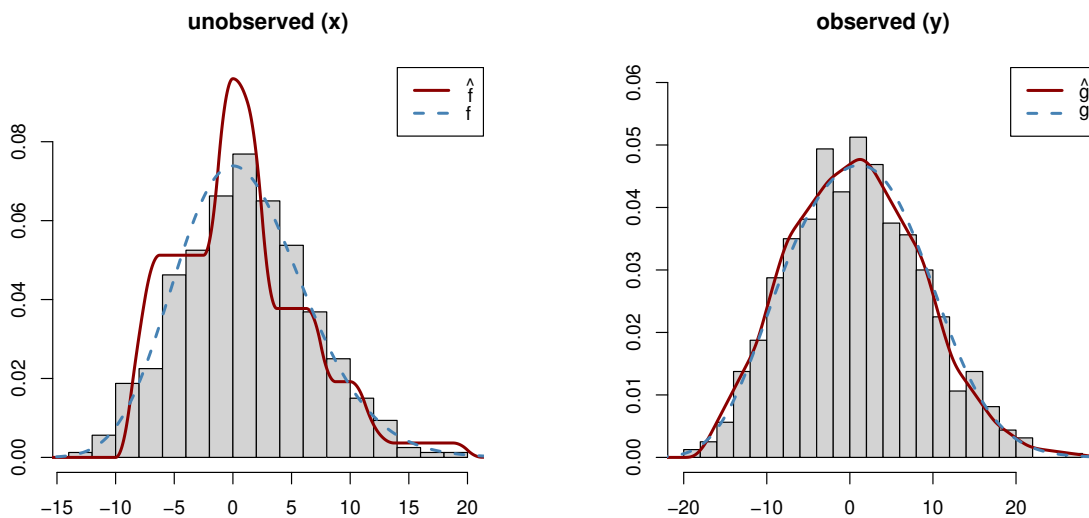 unobserved (x)
f̂
f
0.00 0.02 0.04 0.06 0.08
−15 −10 −5 0 5 10 15 20
observed (y)
ĝ
g
0.00 0.01 0.02 0.03 0.04 0.05 0.06
−20 −10 0 10 20